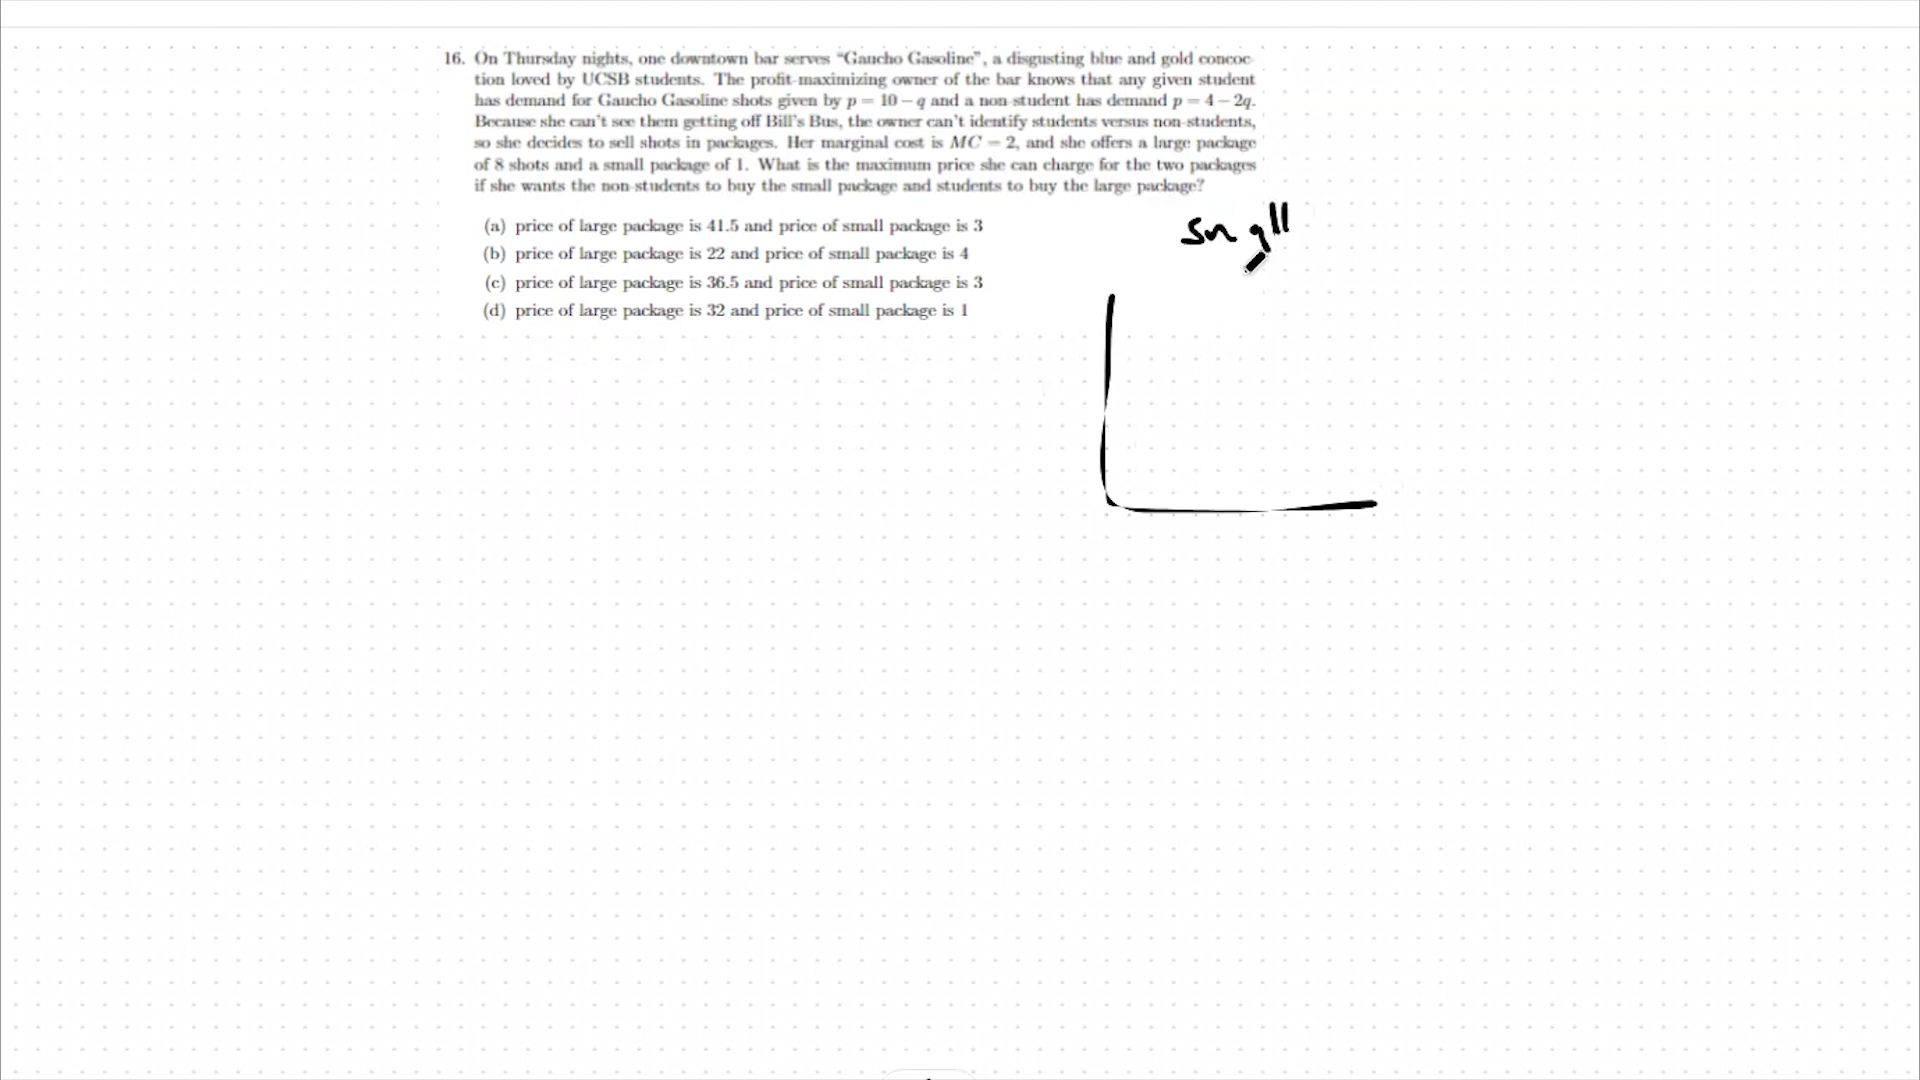 16. On Thursday nights, one downtown bar serves “Gaucho Gasoline”, a disgusting blue and gold concoc-
tion loved by UCSB students. The profit-maximizing owner of the bar knows that any given student
has demand for Gaucho Gasoline shots given by p = 10 − q and a non-student has demand p = 4 − 2q.
Because she can’t see them getting off Bill’s Bus, the owner can’t identify students versus non-students,
so she decides to sell shots in packages. Her marginal cost is MC = 2, and she offers a large package
of 8 shots and a small package of 1. What is the maximum price she can charge for the two packages
if she wants the non-students to buy the small package and students to buy the large package?
(a) price of large package is 41.5 and price of small package is 3
(b) price of large package is 22 and price of small package is 4
(c) price of large package is 36.5 and price of small package is 3
(d) price of large package is 32 and price of small package is 1
small